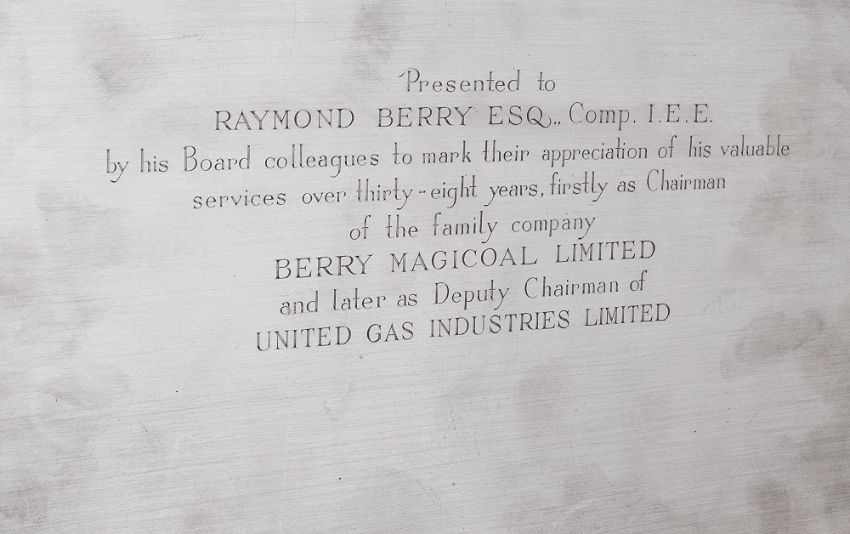 Presented to
RAYMOND BERRY ESQ., Comp. I.E.E.
by his Board colleagues to mark their appreciation of his valuable
services over thirty-eight years, firstly as Chairman
of the family company
BERRY MAGICOAL LIMITED
and later as Deputy Chairman of
UNITED GAS INDUSTRIES LIMITED